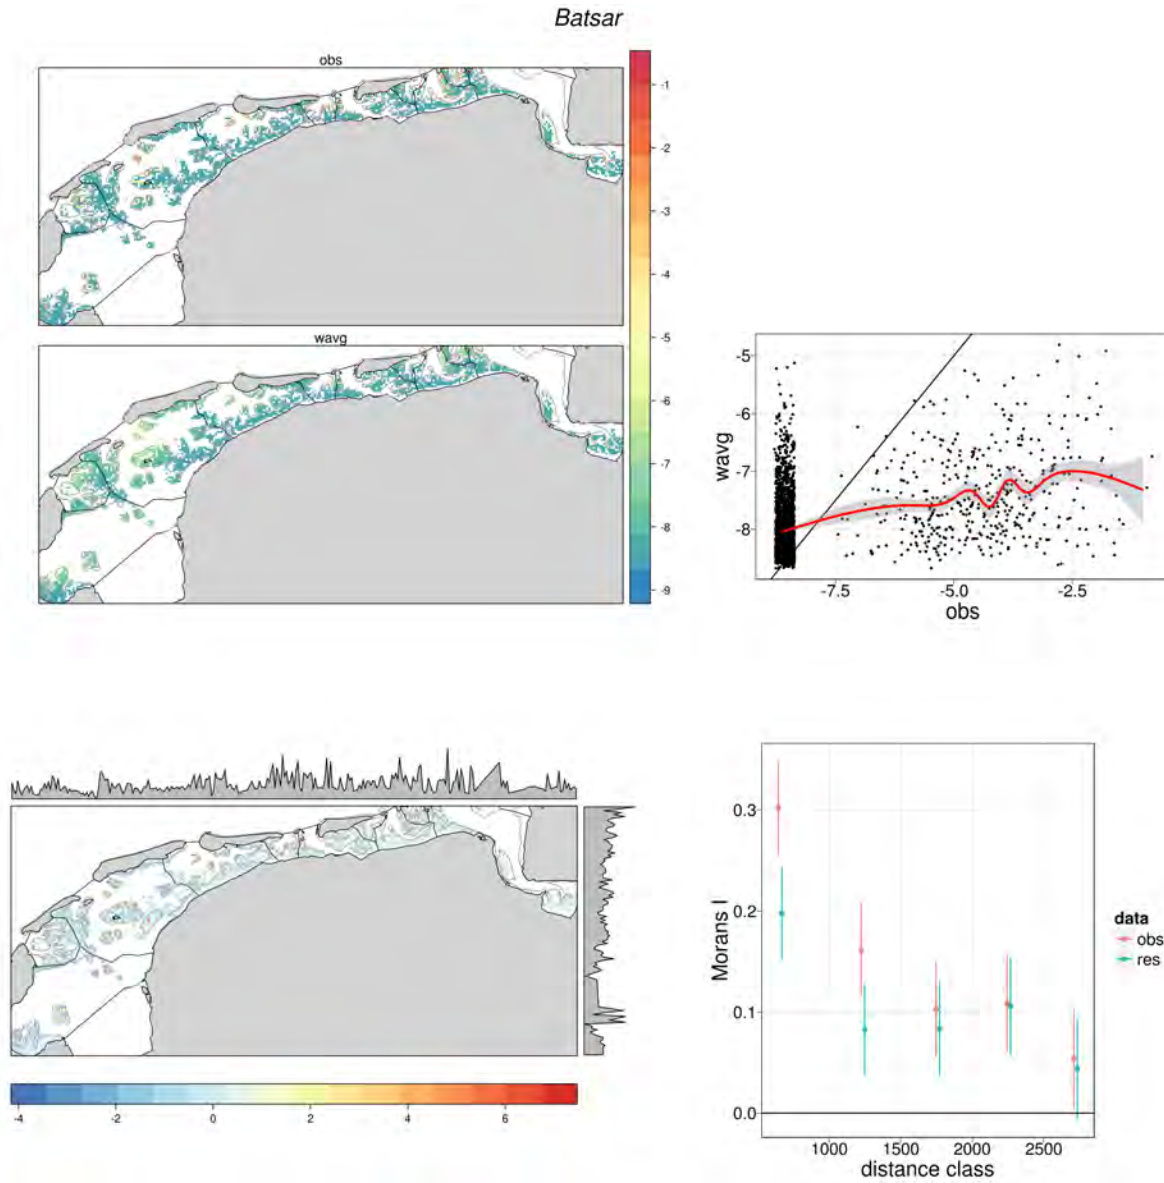 Batsar
obs
-1
-2
-3
-4
-5
-6
-7
-8
-9
wavg
wavg
-5
-6
-7
-8
-7.5 -5.0 -2.5
obs
-4 -2 0 2 4 6
Morans I
0.3
0.2
0.1
0.0
1000 1500 2000 2500
distance class
data
obs
res